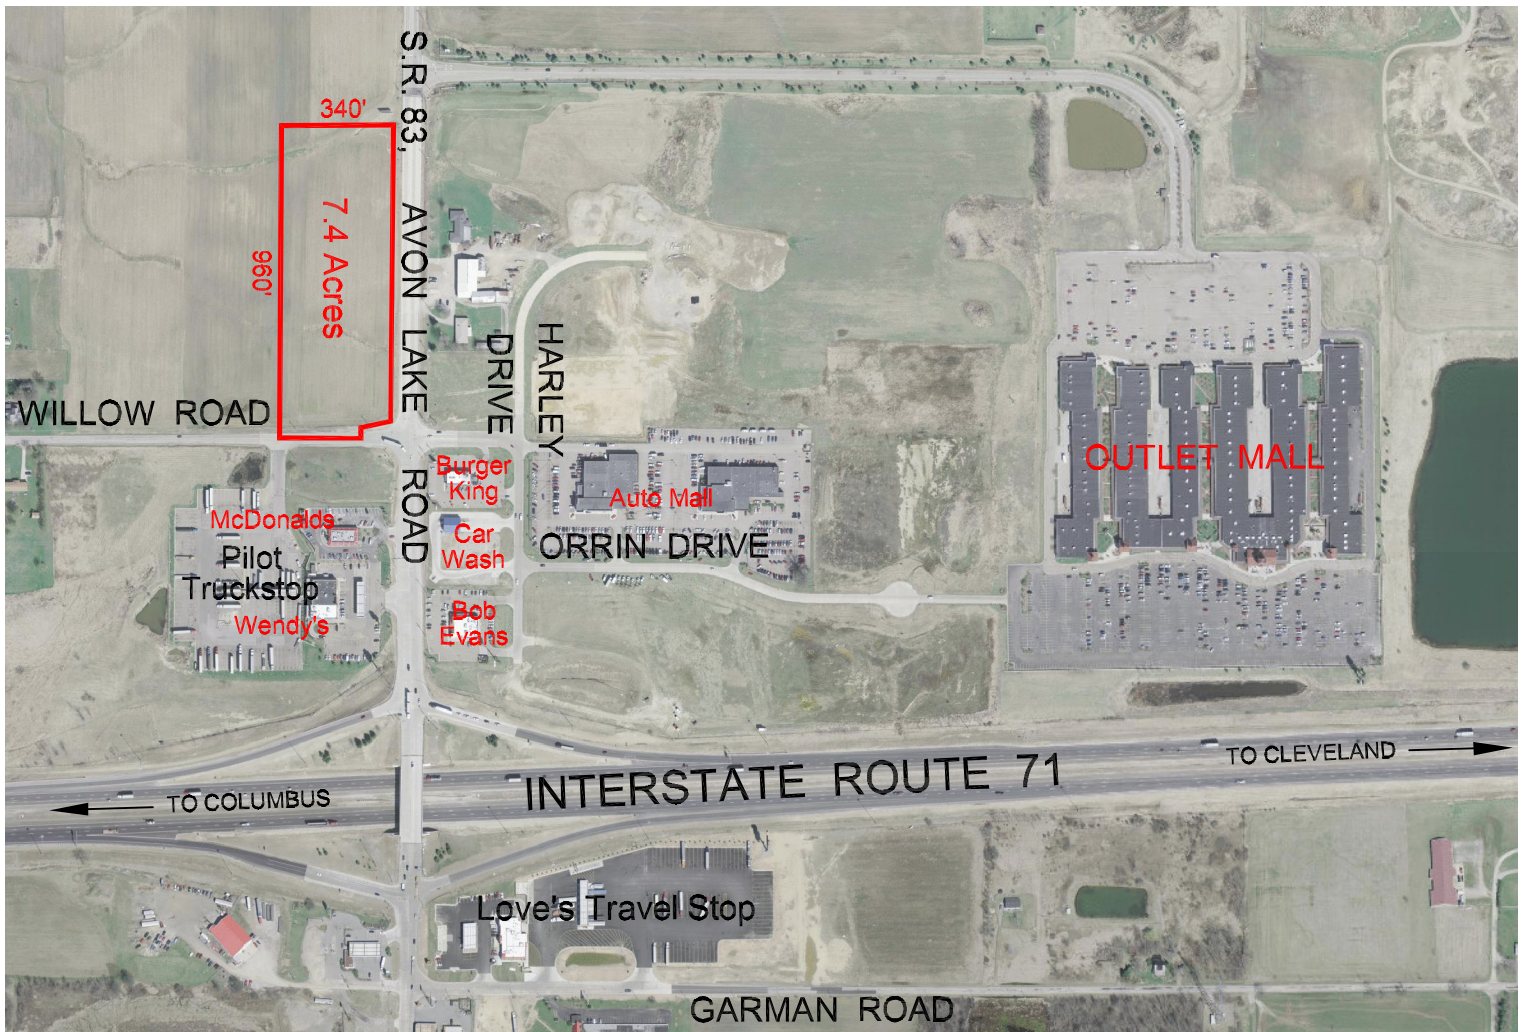 S.R. 83, AVON LAKE ROAD
340'
960'
7.4 Acres
WILLOW ROAD
HARLEY
DRIVE
Burger
King
Auto Mall
OUTLET MALL
McDonalds
Car
Wash
ORRIN DRIVE
Pilot
Truckstop
Wendy's
Bob
Evans
INTERSTATE ROUTE 71
TO CLEVELAND
TO COLUMBUS
Love's Travel Stop
GARMAN ROAD